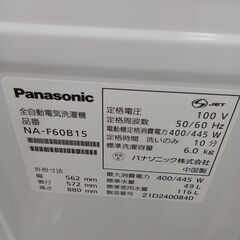 Panasonic
全自動電気洗濯機
品番
NA-F60B15
外形寸法
幅 562 mm
奥行 572 mm
高さ 880 mm
JET
定格電圧 100 V
定格周波数 50/60 Hz
電動機定格消費電力 400/445 W
定格時間 洗いのみ 10 分
標準洗濯容量 6.0 kg
パナソニック株式会社
中国製
最大消費電力 400/445 W
標準水量 49 L
標準使用水量 116 L
製造番号 21D2400840